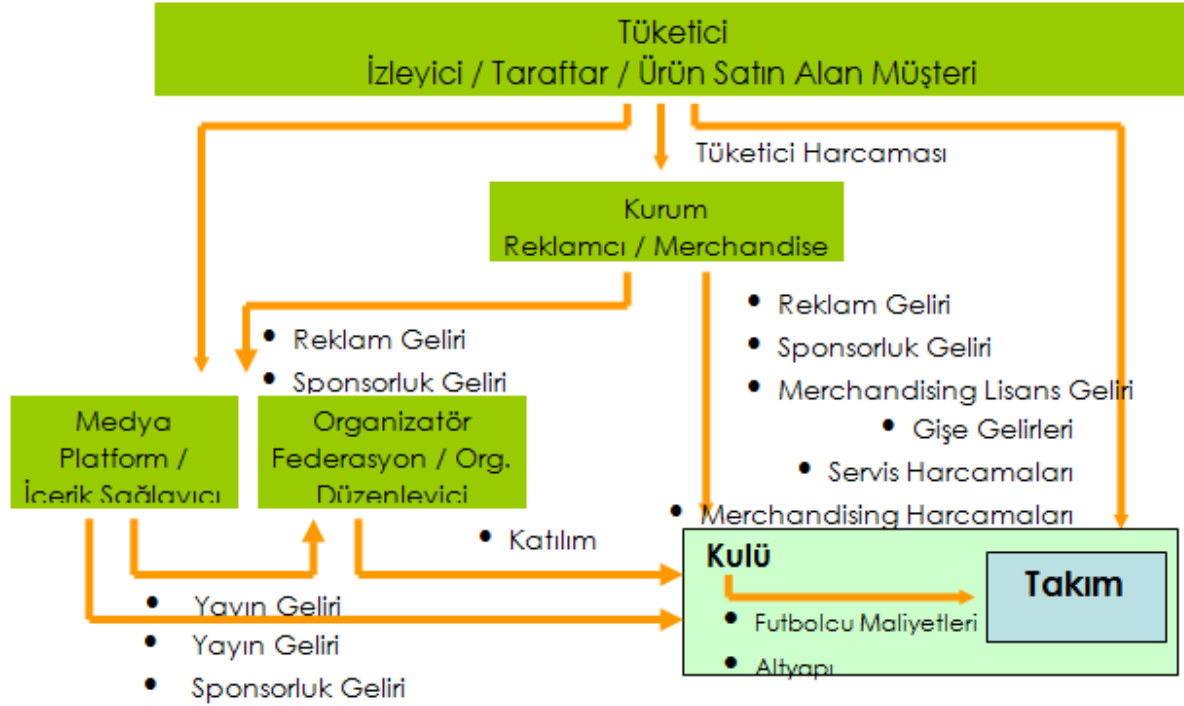 Tüketici
İzleyici / Taraftar / Ürün Satın Alan Müşteri
Tüketici Harcaması
Kurum
Reklamcı / Merchandise
• Reklam Geliri
• Sponsorluk Geliri
• Reklam Geliri
• Sponsorluk Geliri
• Merchandising Lisans Geliri
• Gişe Gelirleri
• Servis Harcamaları
• Merchandising Harcamaları
Medya
Platform /
İçerik Sağlayıcı
Organizatör
Federasyon / Org.
Düzenleyici
• Katılım
• Yayın Geliri
• Yayın Geliri
• Sponsorluk Geliri
Kulü
Takım
• Futbolcu Maliyetleri
• Altyapı